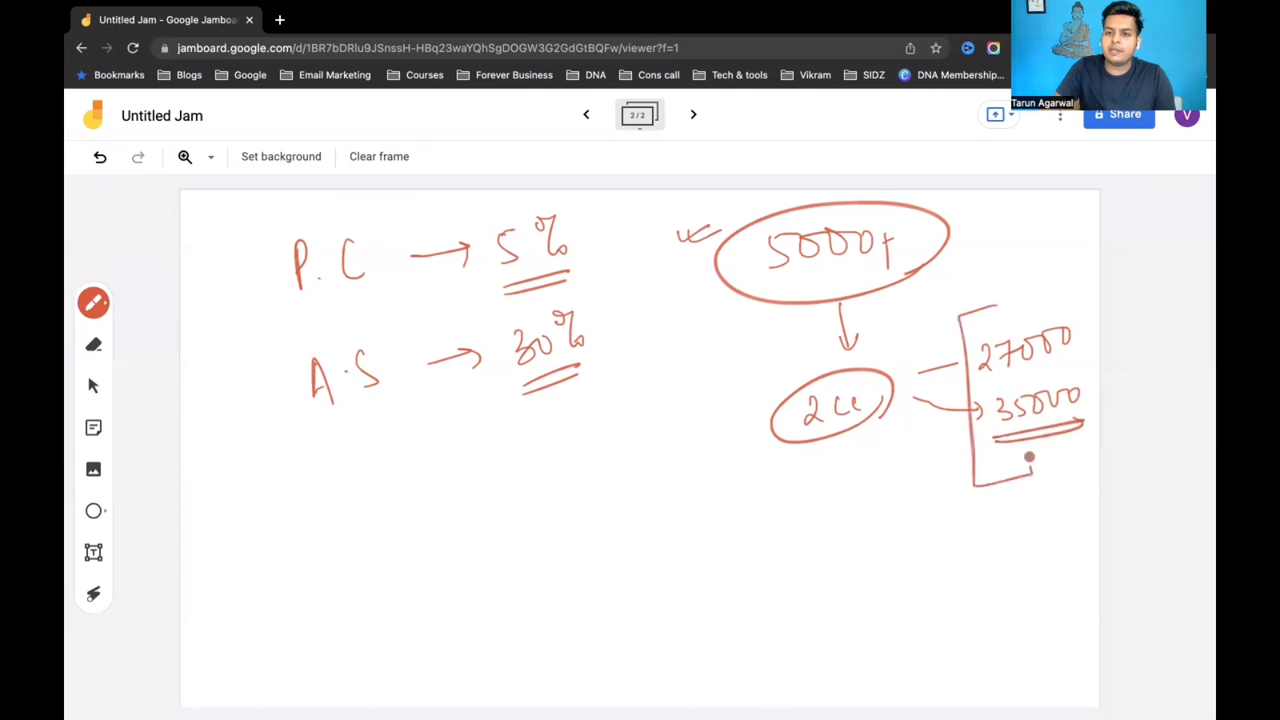 Untitled Jam - Google Jamboa
jamboard.google.com/d/1BR7bDRlu9JSnssH-HBq23waYQhSgDOGW3G2GdGtBQFw/viewer?f=1
Bookmarks Blogs Google Email Marketing Courses Forever Business DNA Cons call Tech & tools Vikram SIDZ DNA Membership...
Tarun Agarwal
Untitled Jam
2 / 2
Share
V
Set background Clear frame
P.C → 5%
5000+
A.S → 30%
27000
2CC
35000